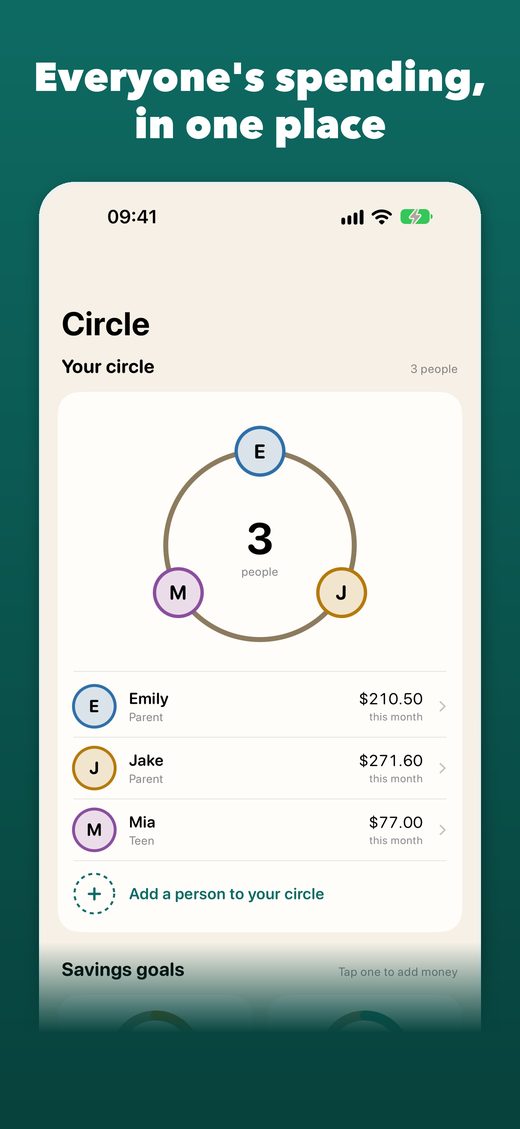 Everyone's spending,
in one place
09:41
Circle
Your circle
3 people
E
3
people
M
J
E
Emily
Parent
$210.50
this month
J
Jake
Parent
$271.60
this month
M
Mia
Teen
$77.00
this month
+
Add a person to your circle
Savings goals
Tap one to add money